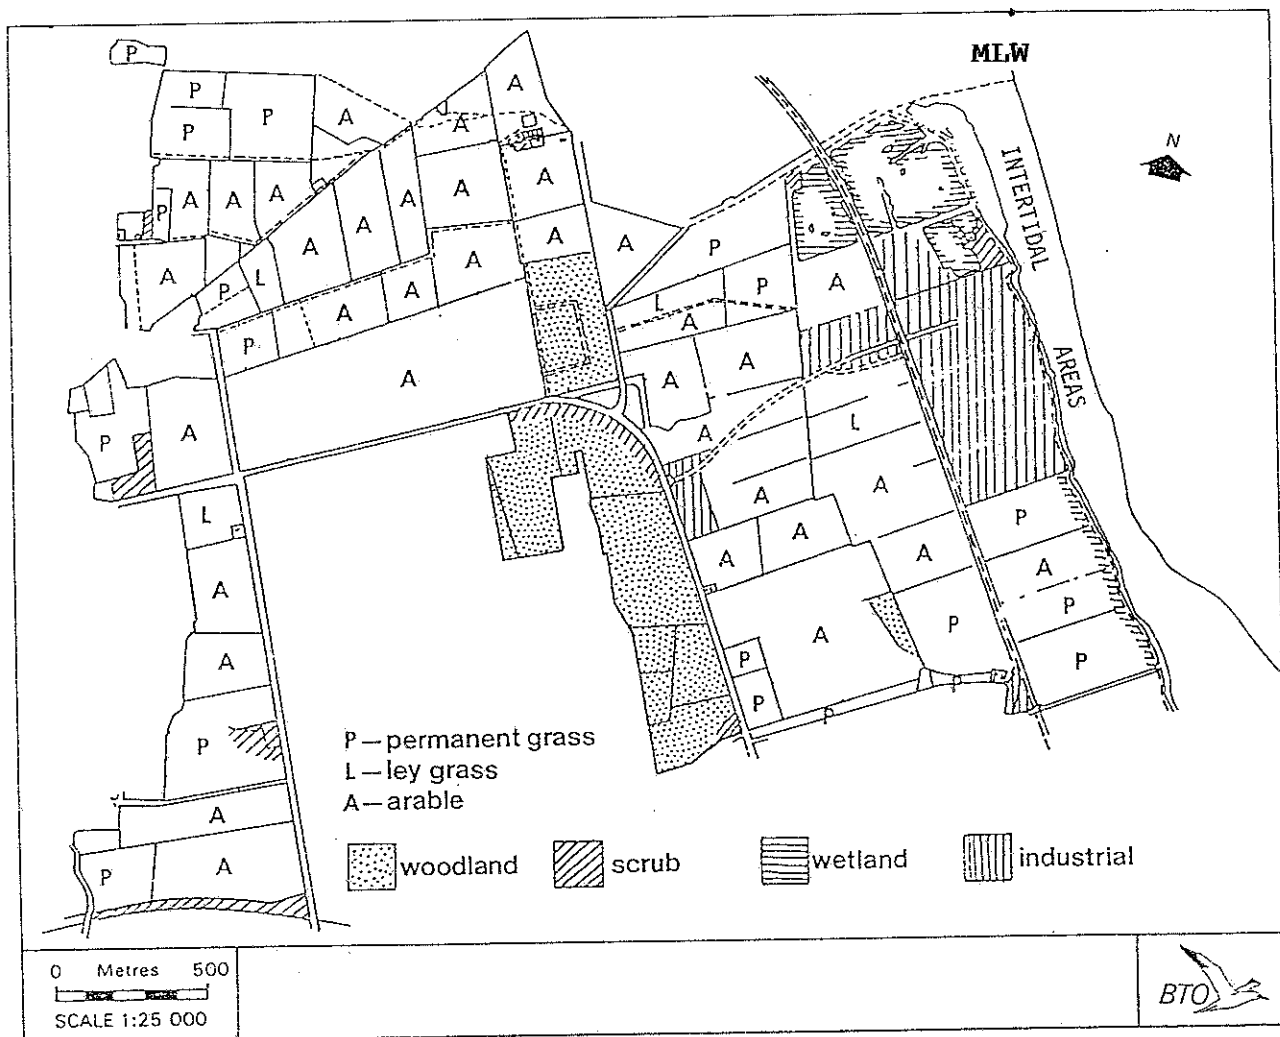 MLW
P
A
P
P
A
A
P
N
INTERTIDAL
A
A
A
A
A
A
A
P
A
A
A
A
A
P
A
A
L
P
P
A
L
A
A
A
P
A
A
AREAS
A
A
P
A
A
L
A
L
A
A
P
A
A
A
A
A
P
A
P
A
P
P
P
P
P
P
P
P — permanent grass
L — ley grass
A — arable
A
woodland
scrub
wetland
industrial
P
A
0 Metres 500
SCALE 1:25 000
BTO